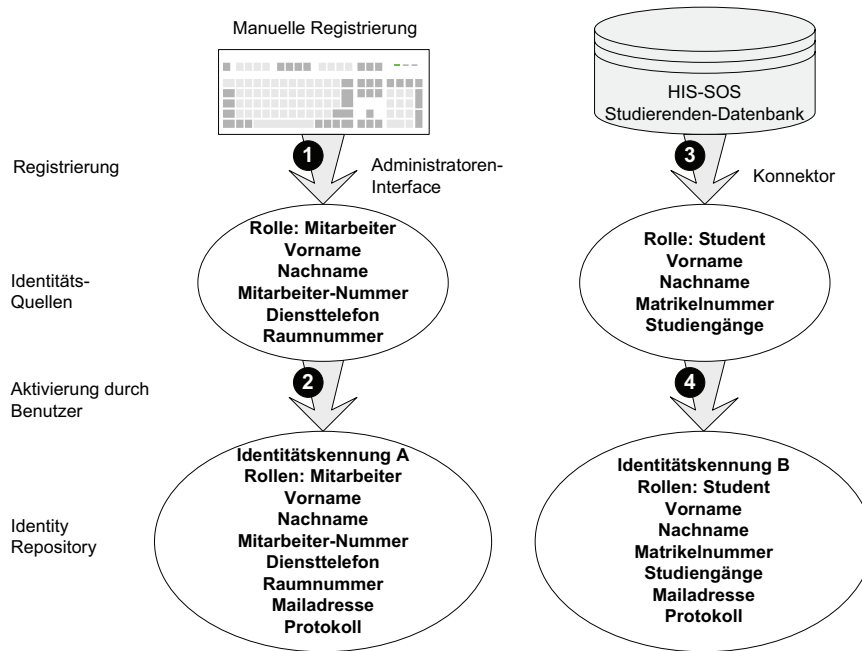 Manuelle Registrierung
HIS-SOS
Studierenden-Datenbank
Registrierung
1
Administratoren-
Interface
3
Konnektor
Identitäts-
Quellen
Rolle: Mitarbeiter
Vorname
Nachname
Mitarbeiter-Nummer
Diensttelefon
Raumnummer
Rolle: Student
Vorname
Nachname
Matrikelnummer
Studiengänge
Aktivierung durch
Benutzer
2
4
Identity
Repository
Identitätskennung A
Rollen: Mitarbeiter
Vorname
Nachname
Mitarbeiter-Nummer
Diensttelefon
Raumnummer
Mailadresse
Protokoll
Identitätskennung B
Rollen: Student
Vorname
Nachname
Matrikelnummer
Studiengänge
Mailadresse
Protokoll